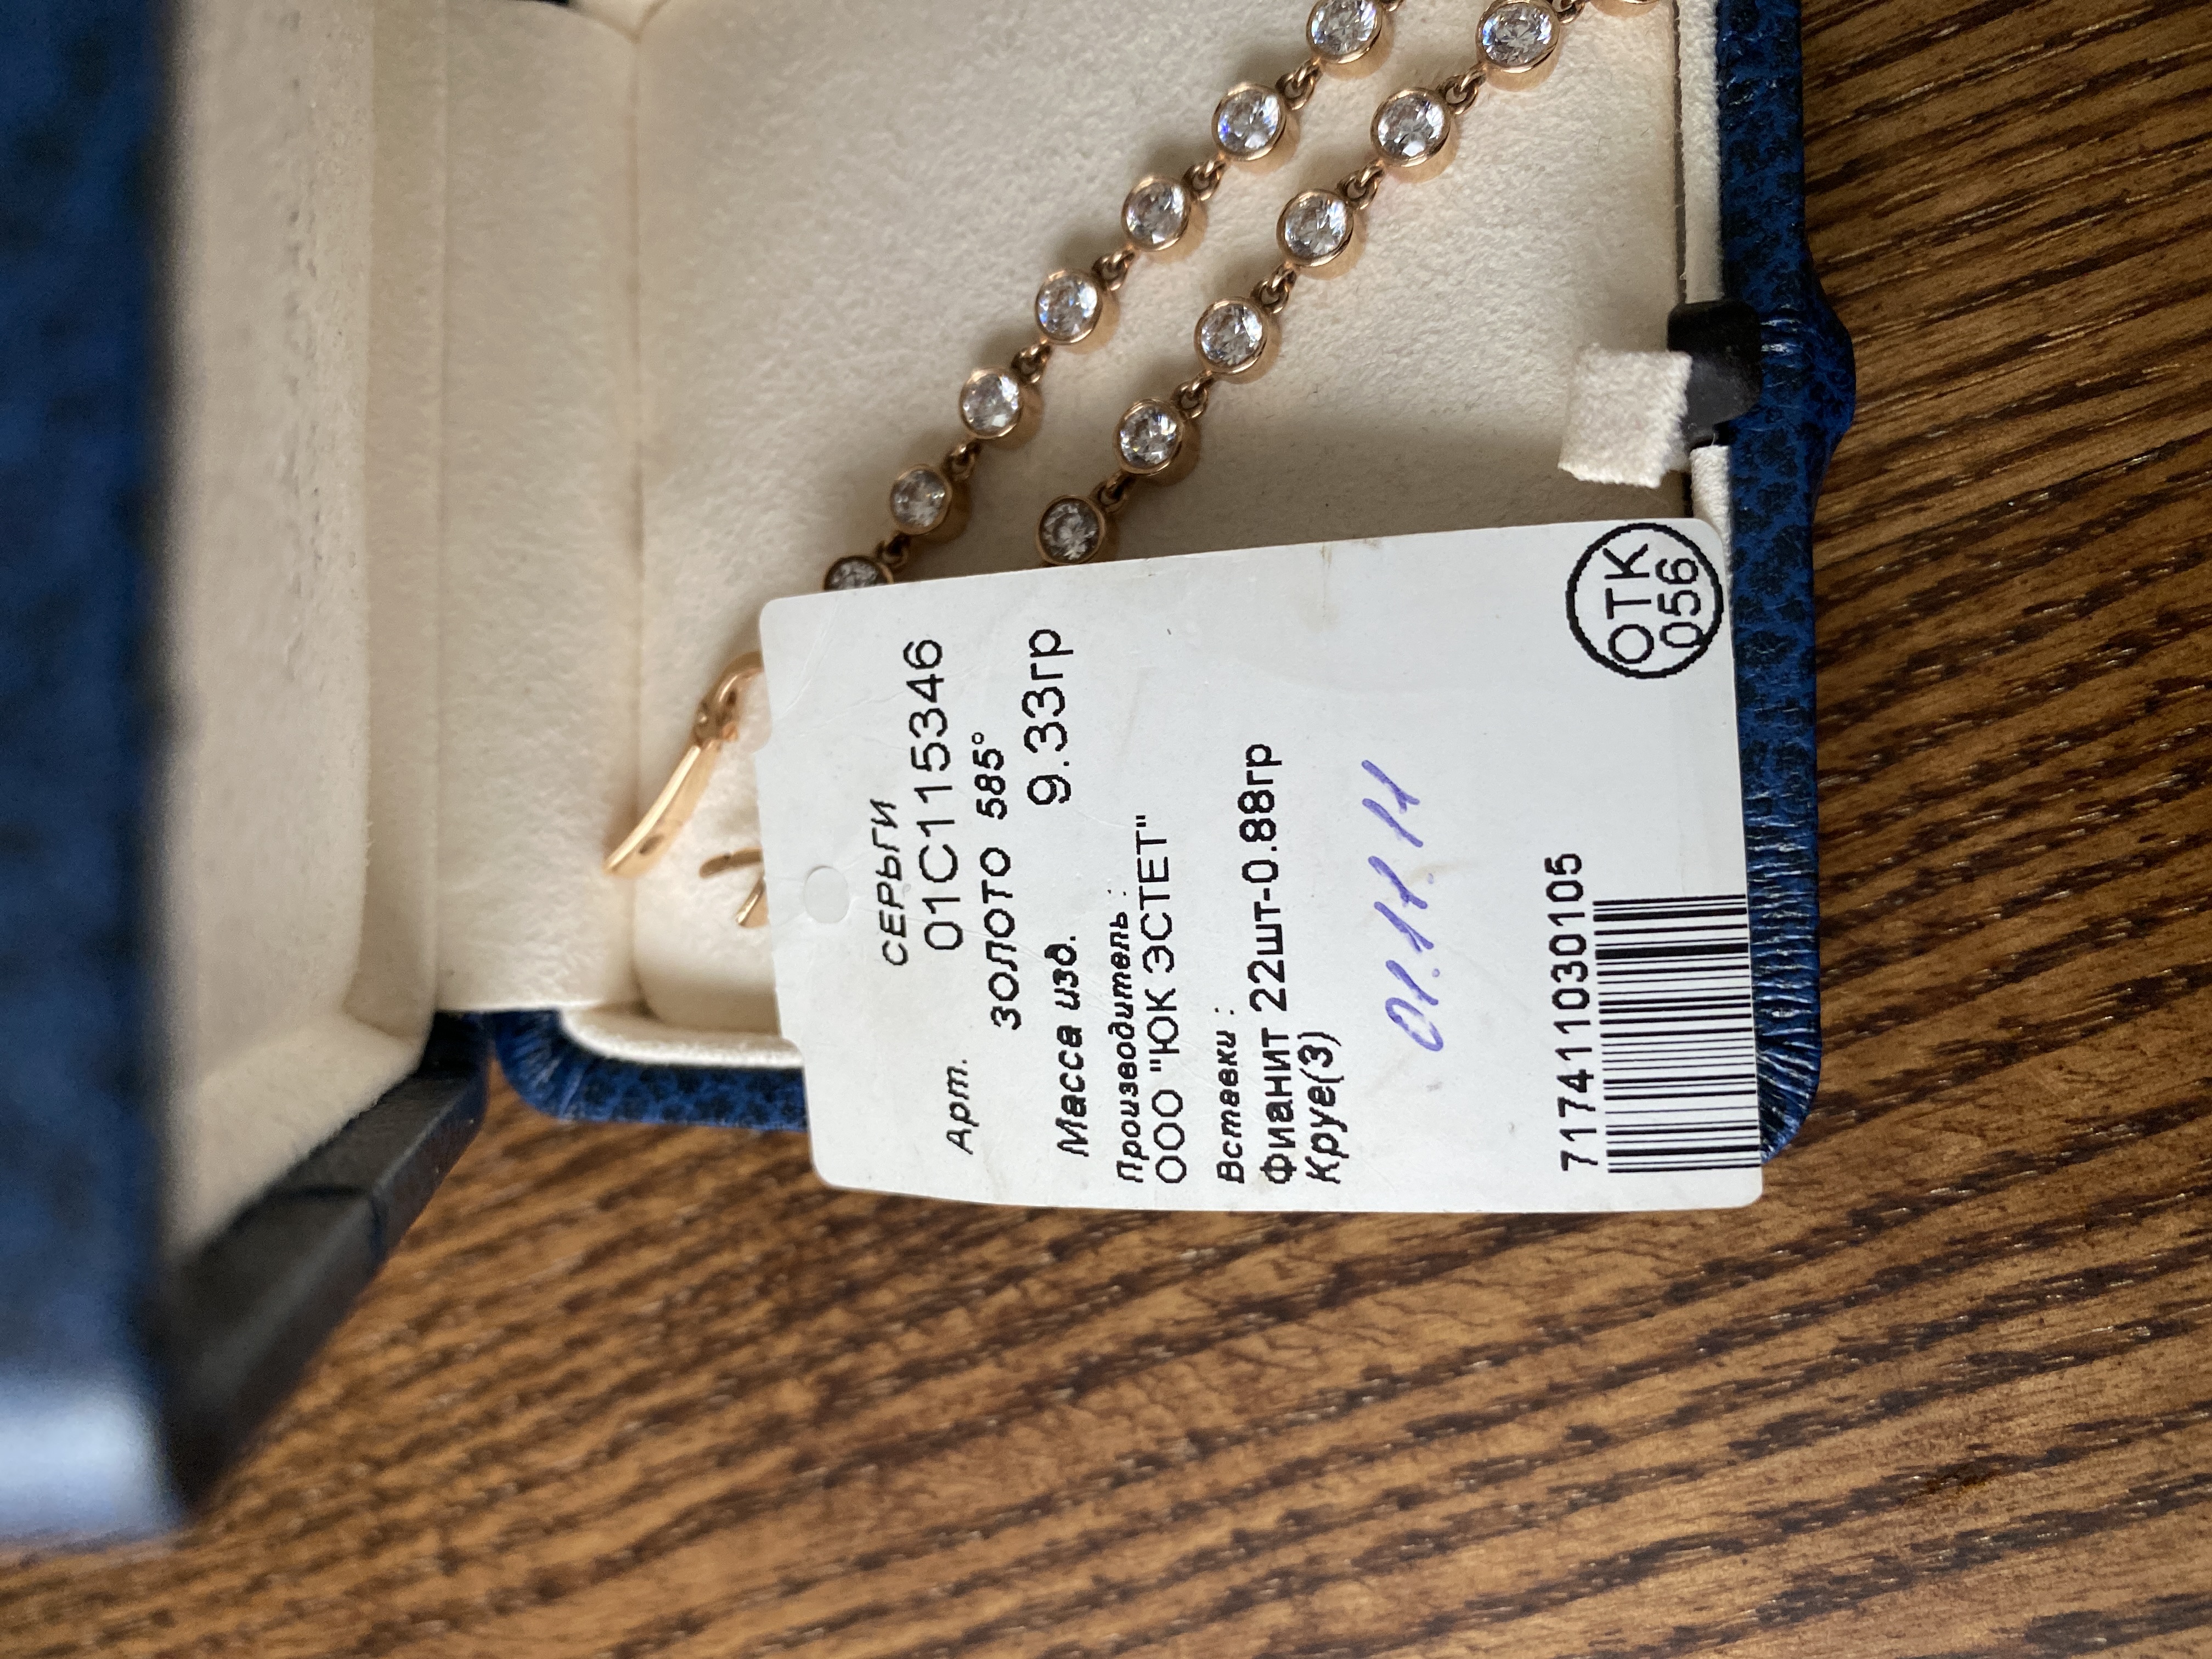 СЕРЬГИ
Арт. 01С115346
ЗОЛОТО 585°
Масса изд. 9.33гр
Производитель :
ООО "ЮК ЭСТЕТ"
Вставки :
Фианит 22шт-0.88гр
Круг(3)
01.11.11
717411030105
ОТК
056